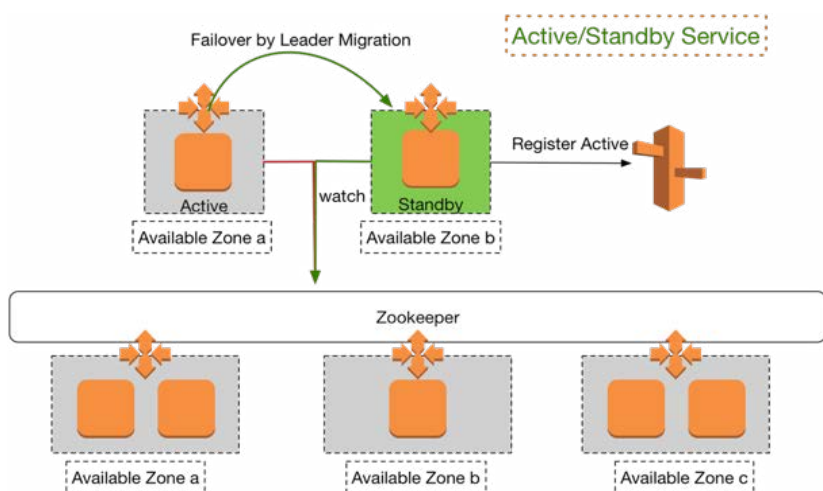 Failover by Leader Migration
Active/Standby Service
Register Active
Active
watch
Standby
Available Zone a
Available Zone b
Zookeeper
Available Zone a
Available Zone b
Available Zone c